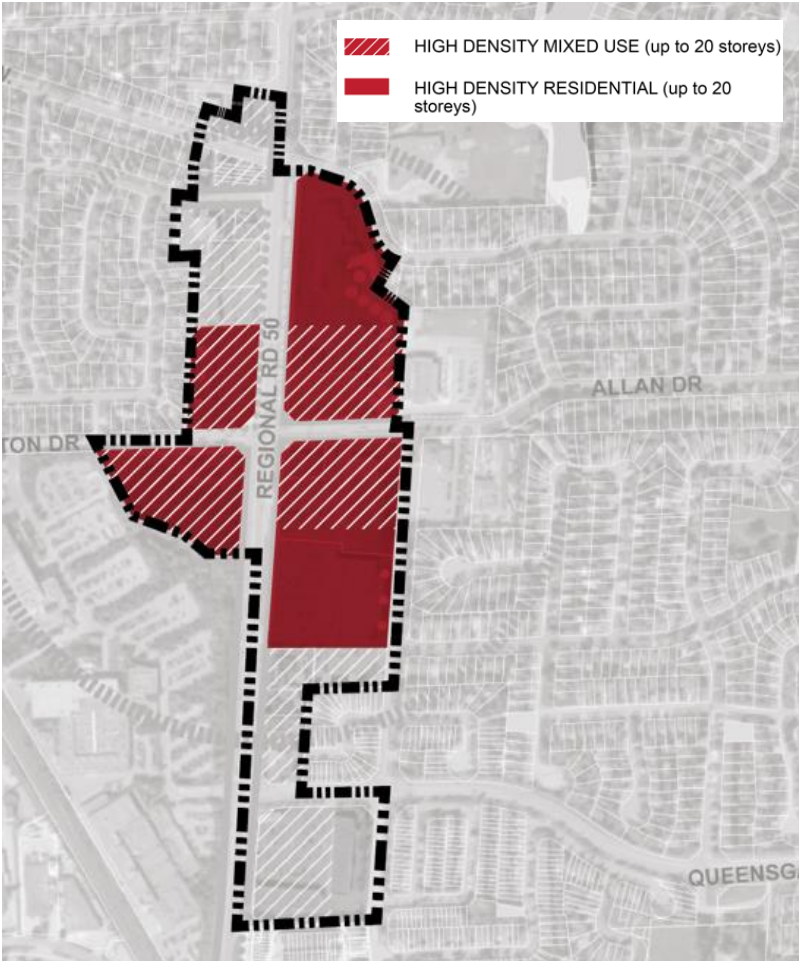 HIGH DENSITY MIXED USE (up to 20 storeys)
HIGH DENSITY RESIDENTIAL (up to 20
storeys)
REGIONAL RD 50
ALLAN DR
TON DR
QUEENSGA